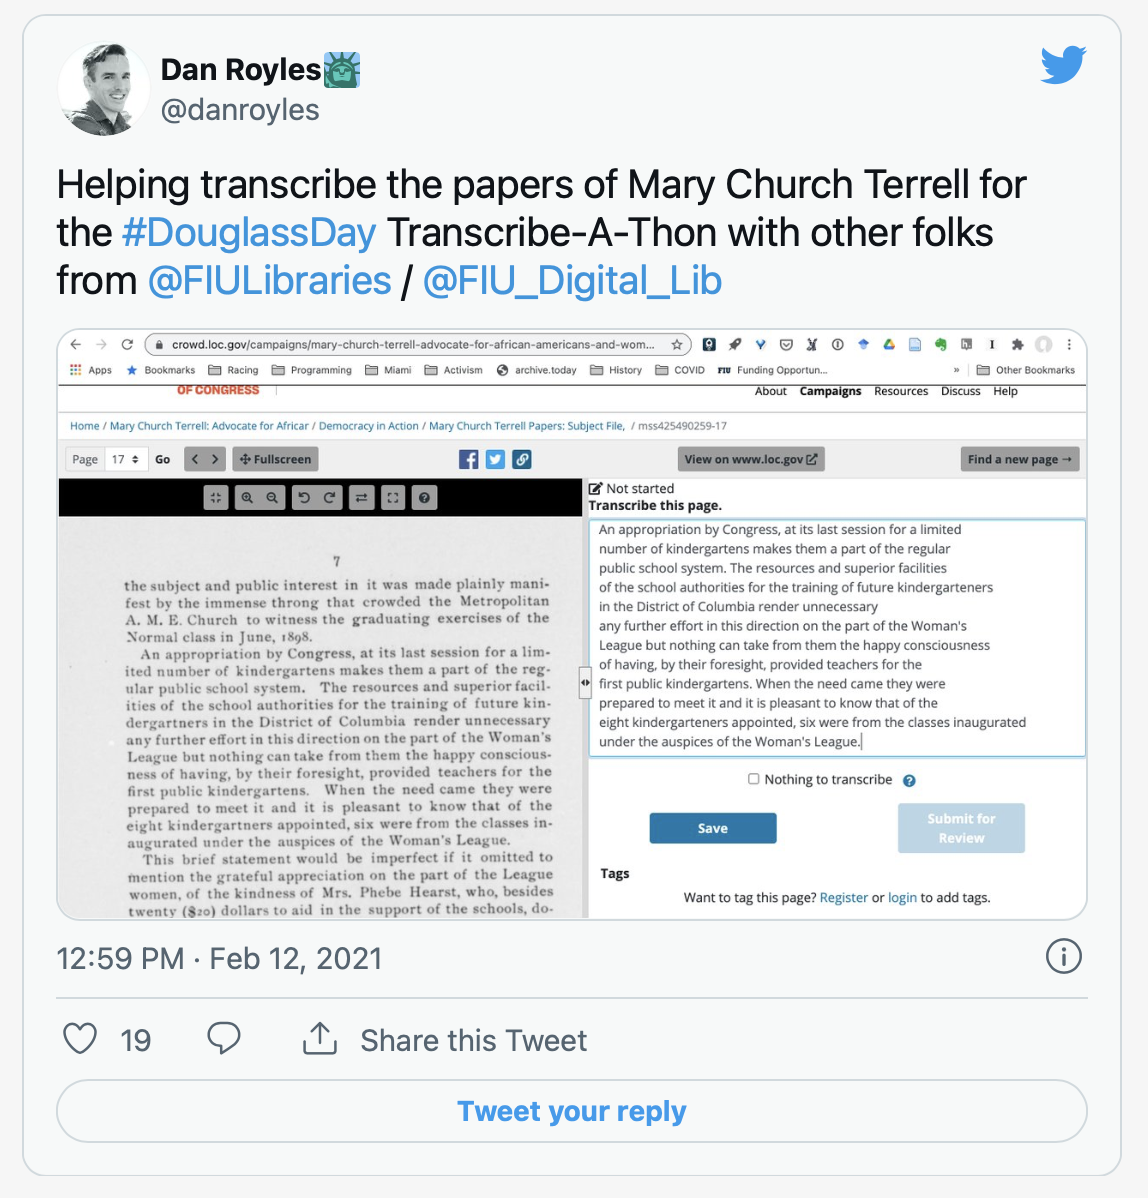 Dan Royles
@danroyles
Helping transcribe the papers of Mary Church Terrell for
the #DouglassDay Transcribe-A-Thon with other folks
from @FIULibraries / @FIU_Digital_Lib
crowd.loc.gov/campaigns/mary-church-terrell-advocate-for-african-americans-and-wom...
Apps Bookmarks Racing Programming Miami Activism archive.today History COVID FIU Funding Opportun... » Other Bookmarks
OF CONGRESS
About Campaigns Resources Discuss Help
Home / Mary Church Terrell: Advocate for Africar / Democracy in Action / Mary Church Terrell Papers: Subject File, / mss425490259-17
Page 17 Go < > Fullscreen View on www.loc.gov Find a new page →
7
the subject and public interest in it was made plainly mani-
fest by the immense throng that crowded the Metropolitan
A. M. E. Church to witness the graduating exercises of the
Normal class in June, 1898.
An appropriation by Congress, at its last session for a lim-
ited number of kindergartens makes them a part of the reg-
ular public school system. The resources and superior facil-
ities of the school authorities for the training of future kin-
dergartners in the District of Columbia render unnecessary
any further effort in this direction on the part of the Woman's
League but nothing can take from them the happy conscious-
ness of having, by their foresight, provided teachers for the
first public kindergartens. When the need came they were
prepared to meet it and it is pleasant to know that of the
eight kindergartners appointed, six were from the classes in-
augurated under the auspices of the Woman's League.
This brief statement would be imperfect if it omitted to
mention the grateful appreciation on the part of the League
women, of the kindness of Mrs. Phebe Hearst, who, besides
twenty ($20) dollars to aid in the support of the schools, do-
Not started
Transcribe this page.
An appropriation by Congress, at its last session for a limited
number of kindergartens makes them a part of the regular
public school system. The resources and superior facilities
of the school authorities for the training of future kindergarteners
in the District of Columbia render unnecessary
any further effort in this direction on the part of the Woman's
League but nothing can take from them the happy consciousness
of having, by their foresight, provided teachers for the
first public kindergartens. When the need came they were
prepared to meet it and it is pleasant to know that of the
eight kindergarteners appointed, six were from the classes inaugurated
under the auspices of the Woman's League.
Nothing to transcribe ?
Save
Submit for
Review
Tags
Want to tag this page? Register or login to add tags.
12:59 PM · Feb 12, 2021
19 Share this Tweet
Tweet your reply